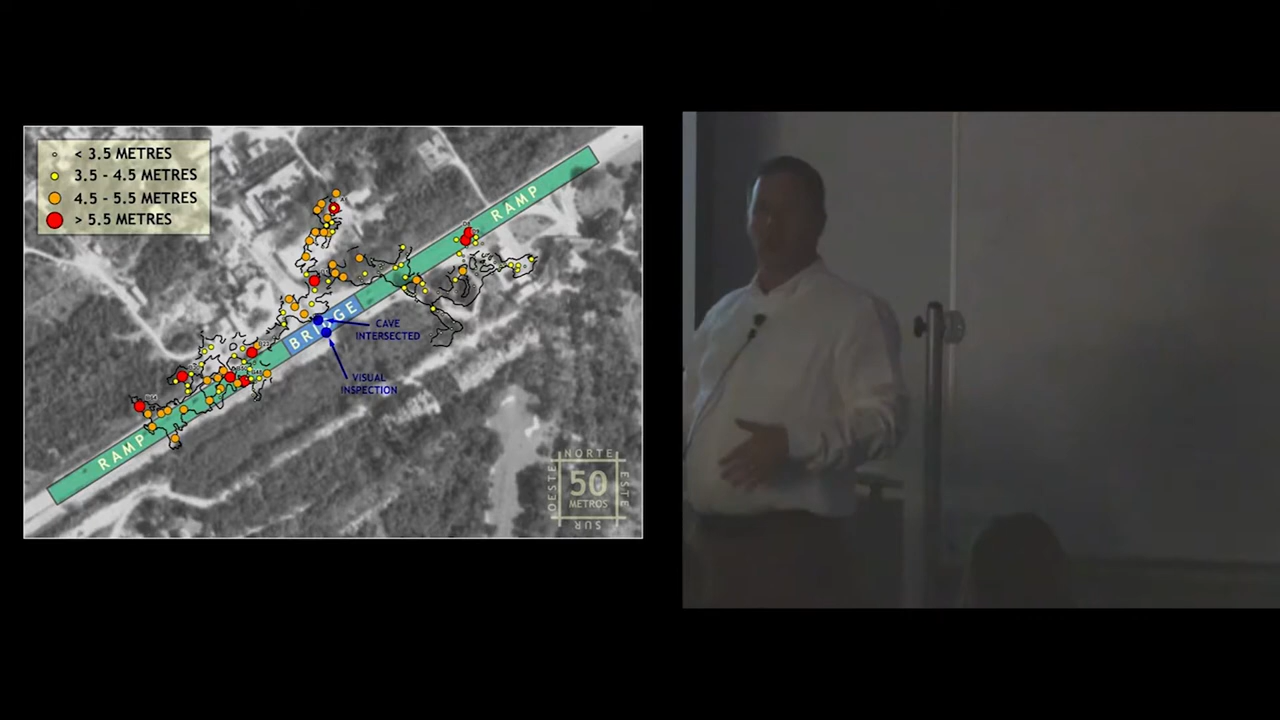 < 3.5 METRES
3.5 - 4.5 METRES
4.5 - 5.5 METRES
> 5.5 METRES
RAMP
BRIDGE
CAVE
INTERSECTED
VISUAL
INSPECTION
RAMP
NORTE
OESTE
50
METROS
ESTE
SUR